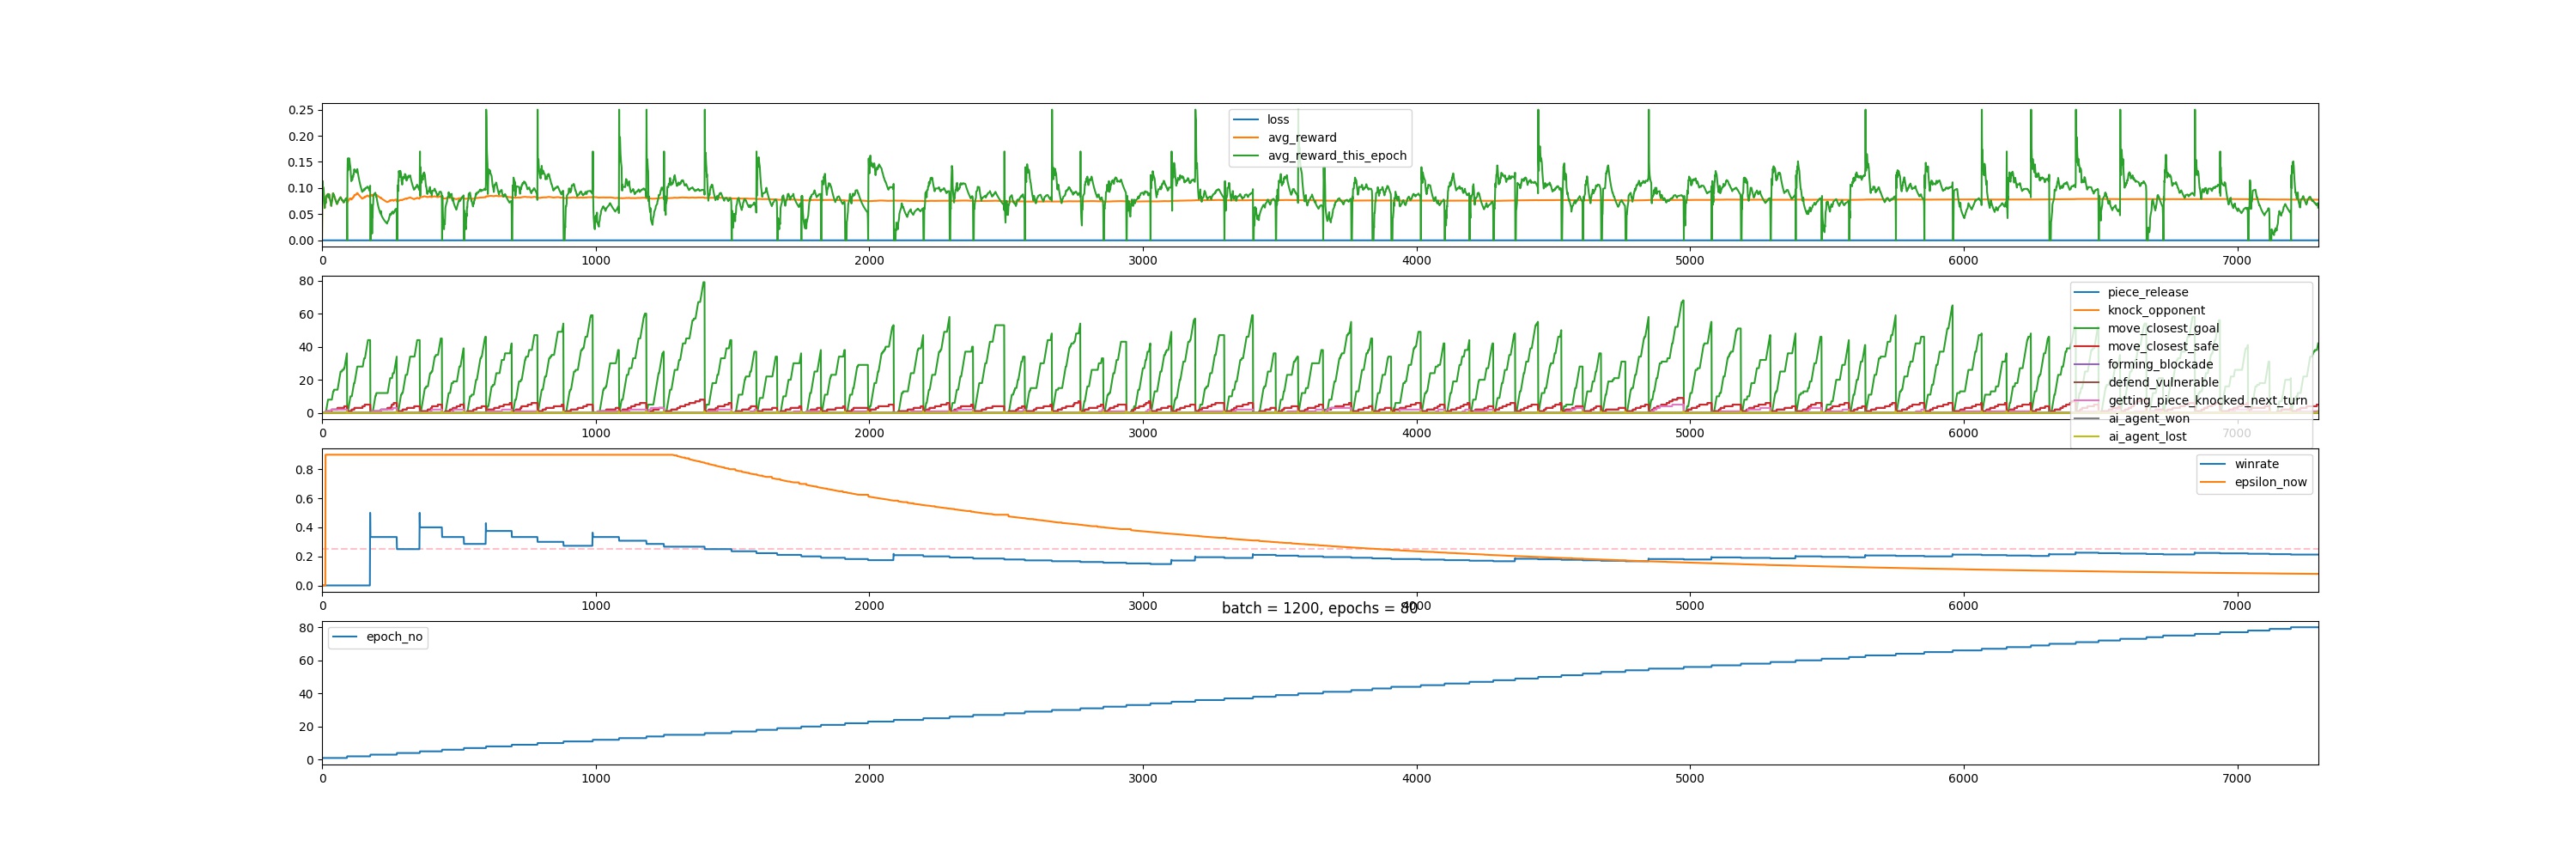 0.25
0.20
0.15
0.10
0.05
0.00
loss
avg_reward
avg_reward_this_epoch
0 1000 2000 3000 4000 5000 6000 7000
80
60
40
20
0
piece_release
knock_opponent
move_closest_goal
move_closest_safe
forming_blockade
defend_vulnerable
getting_piece_knocked_next_turn
ai_agent_won
ai_agent_lost
0 1000 2000 3000 4000 5000 6000 7000
0.8
0.6
0.4
0.2
0.0
winrate
epsilon_now
0 1000 2000 3000 4000 5000 6000 7000
batch = 1200, epochs = 80
80
60
40
20
0
epoch_no
0 1000 2000 3000 4000 5000 6000 7000